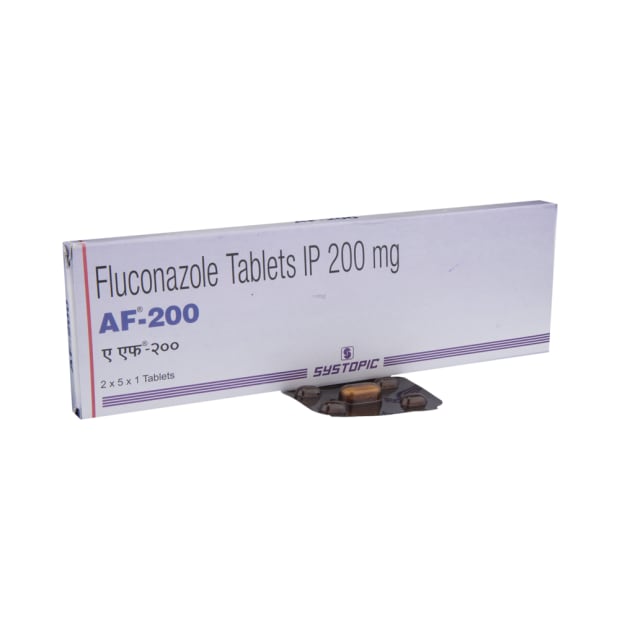 Fluconazole Tablets IP 200 mg
AF®-200
ए एफ®-२००
2 x 5 x 1 Tablets
SYSTOPIC